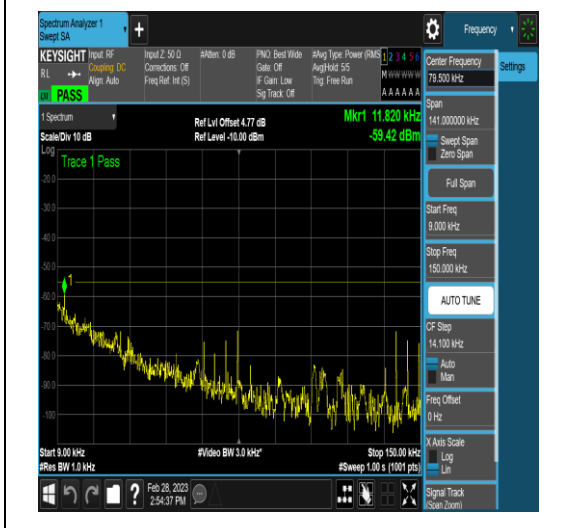 Spectrum Analyzer 1
Swept SA
+
Frequency
KEYSIGHT
RL
PASS
Input: RF
Coupling: DC
Align: Auto
Input Z: 50 Ω
Corrections: Off
Freq Ref: Int (S)
#Atten: 0 dB
PNO: Best Wide
Gate: Off
IF Gain: Low
Sig Track: Off
#Avg Type: Power (RMS
Avg|Hold: 5/5
Trig: Free Run
1 2 3 4 5 6
M W W W W W
A A A A A A
Settings
1 Spectrum
Scale/Div 10 dB
Ref Lvl Offset 4.77 dB
Ref Level -10.00 dBm
Mkr1 11.820 kHz
-59.42 dBm
Log
Trace 1 Pass
-20.0
-30.0
-40.0
-50.0
-60.0
-70.0
-80.0
-90.0
-100
1
Start 9.00 kHz
#Res BW 1.0 kHz
#Video BW 3.0 kHz*
Stop 150.00 kHz
#Sweep 1.00 s (1001 pts)
Center Frequency
79.500 kHz
Span
141.000000 kHz
Swept Span
Zero Span
Full Span
Start Freq
9.000 kHz
Stop Freq
150.000 kHz
AUTO TUNE
CF Step
14.100 kHz
Auto
Man
Freq Offset
0 Hz
X Axis Scale
Log
Lin
Signal Track
(Span Zoom)
?
Feb 28, 2023
2:54:37 PM